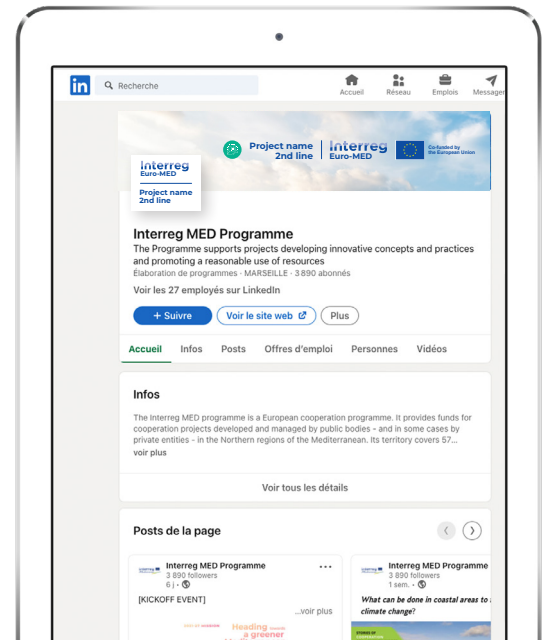 in
Recherche
Accueil
Réseau
Emplois
Messager
Project name
2nd line
Interreg
Euro-MED
Co-funded by
the European Union
Interreg
Euro-MED
Project name
2nd line
Interreg MED Programme
The Programme supports projects developing innovative concepts and practices
and promoting a reasonable use of resources
Élaboration de programmes · MARSEILLE · 3 890 abonnés
Voir les 27 employés sur LinkedIn
+ Suivre
Voir le site web
Plus
Accueil
Infos
Posts
Offres d'emploi
Personnes
Vidéos
Infos
The Interreg MED programme is a European cooperation programme. It provides funds for
cooperation projects developed and managed by public bodies - and in some cases by
private entities - in the Northern regions of the Mediterranean. Its territory covers 57...
voir plus
Voir tous les détails
Posts de la page
Interreg MED Programme
3 890 followers
6 j •
[KICKOFF EVENT]
...voir plus
Heading
a greener
Interreg MED Programme
3 890 followers
1 sem. •
What can be done in coastal areas to
climate change?